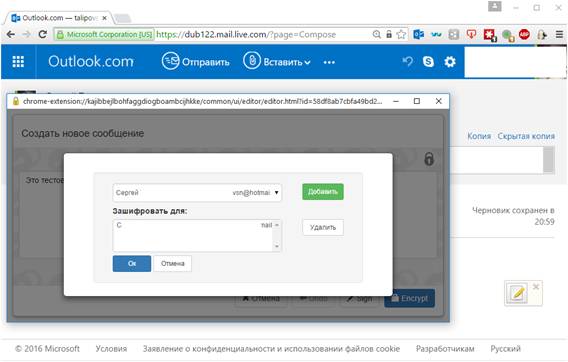 Outlook.com — talipov
Microsoft Corporation [US]
https://dub122.mail.live.com/?page=Compose
Outlook.com
Отправить
Вставить
chrome-extension://kajibbejlbohfaggdiogboambcijhkke/common/ui/editor/editor.html?id=58df8ab7cbfa49bd2...
Создать новое сообщение
Копия Скрытая копия
Это тестов
Сергей vsn@hotmai
Добавить
Зашифровать для:
С nail
Удалить
Ок
Отмена
Черновик сохранен в
20:59
Отмена
Undo
Sign
Encrypt
© 2016 Microsoft Условия Заявление о конфиденциальности и использовании файлов cookie Разработчикам Русский